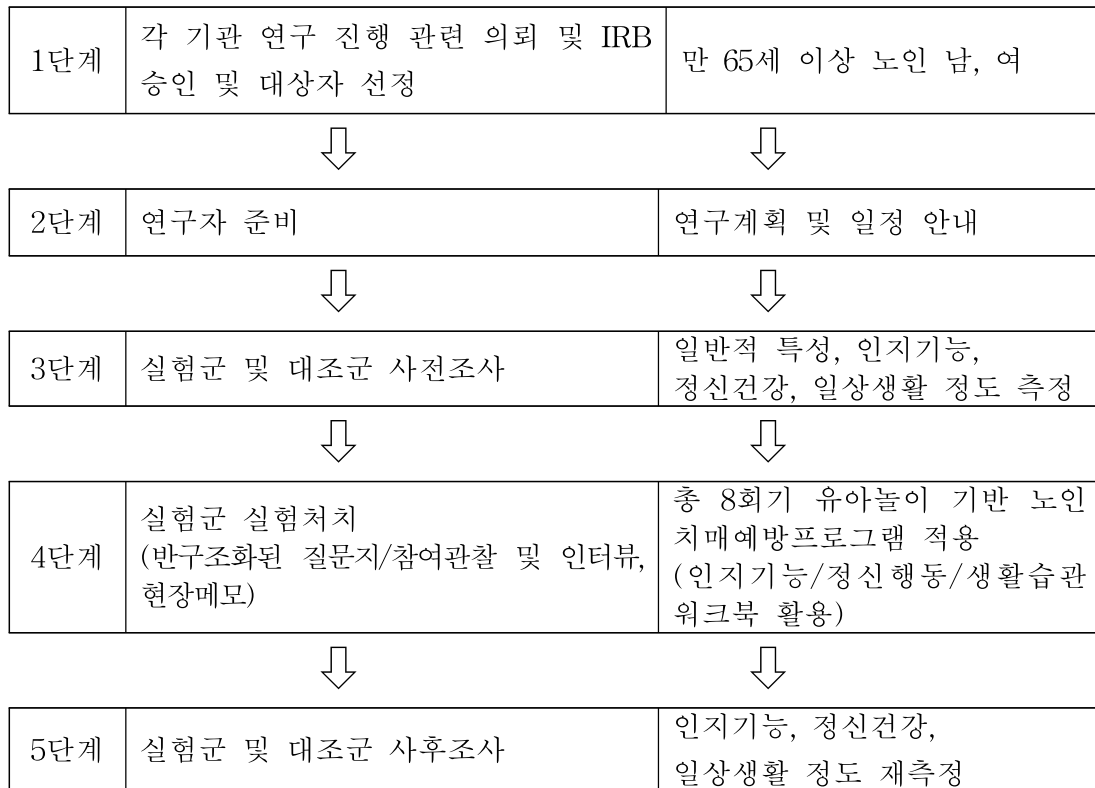 1단계
각 기관 연구 진행 관련 의뢰 및 IRB
승인 및 대상자 선정
만 65세 이상 노인 남, 여
2단계
연구자 준비
연구계획 및 일정 안내
3단계
실험군 및 대조군 사전조사
일반적 특성, 인지기능,
정신건강, 일상생활 정도 측정
4단계
실험군 실험처치
(반구조화된 질문지/참여관찰 및 인터뷰,
현장메모)
총 8회기 유아놀이 기반 노인
치매예방프로그램 적용
(인지기능/정신행동/생활습관
워크북 활용)
5단계
실험군 및 대조군 사후조사
인지기능, 정신건강,
일상생활 정도 재측정